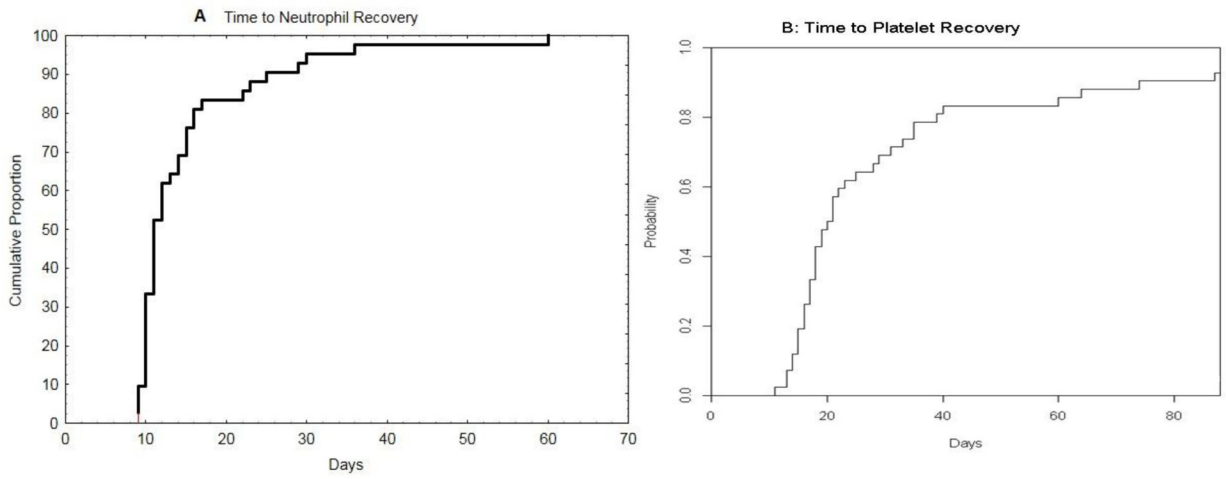 A Time to Neutrophil Recovery
100
90
80
70
60
50
40
30
20
10
0
Cumulative Proportion
0 10 20 30 40 50 60 70
Days
B: Time to Platelet Recovery
1.0
0.8
0.6
0.4
0.2
0.0
Probability
0 20 40 60 80
Days